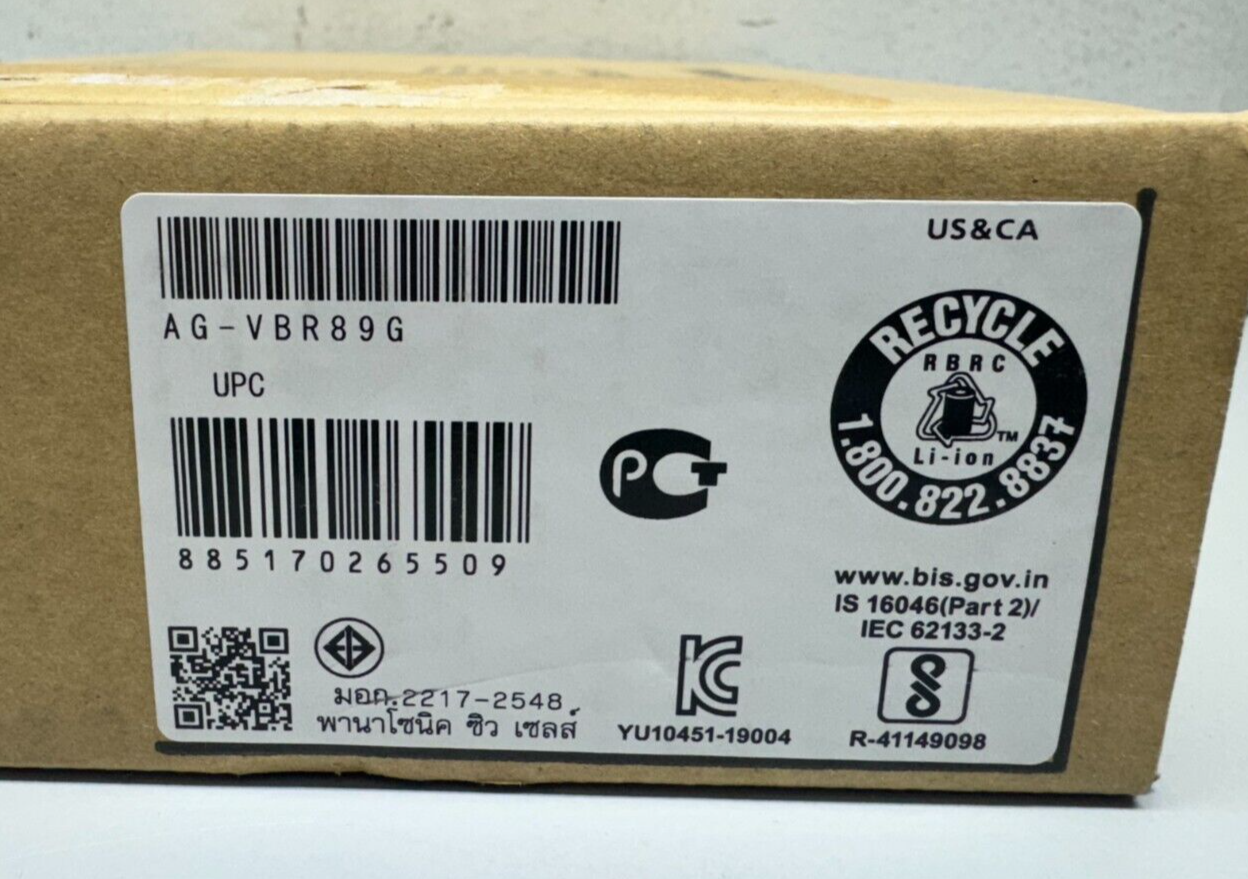 US&CA
AG-VBR89G
UPC
885170265509
RECYCLE
RBRC
TM
Li-ion
1.800.822.8837
PCT
www.bis.gov.in
IS 16046(Part 2)/
IEC 62133-2
มอก.2217-2548
พานาโซนิค ซิว เซลส์
YU10451-19004
R-41149098